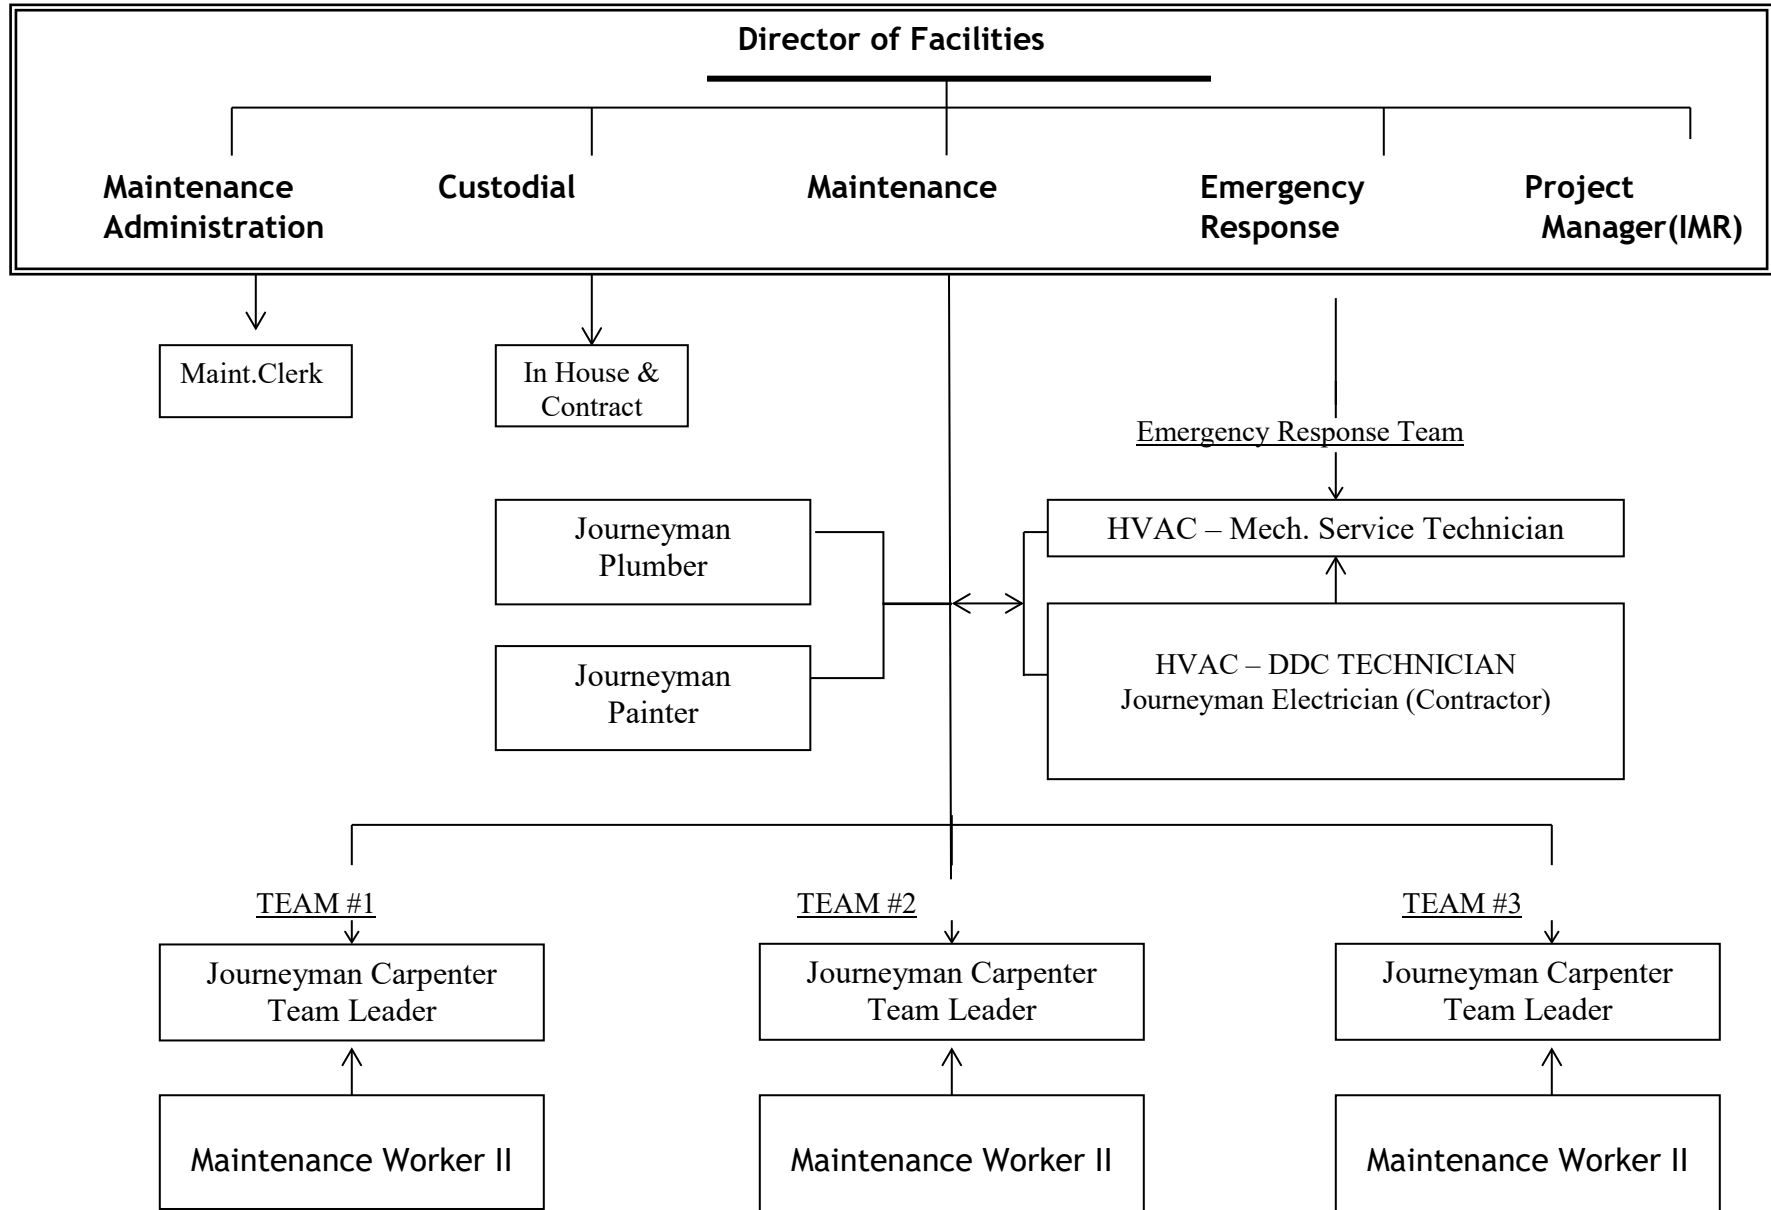 Director of Facilities
Maintenance Administration
Custodial
Maintenance
Emergency Response
Project Manager(IMR)
Maint.Clerk
In House &
Contract
Emergency Response Team
Journeyman
Plumber
HVAC – Mech. Service Technician
Journeyman
Painter
HVAC – DDC TECHNICIAN
Journeyman Electrician (Contractor)
TEAM #1
TEAM #2
TEAM #3
Journeyman Carpenter
Team Leader
Journeyman Carpenter
Team Leader
Journeyman Carpenter
Team Leader
Maintenance Worker II
Maintenance Worker II
Maintenance Worker II